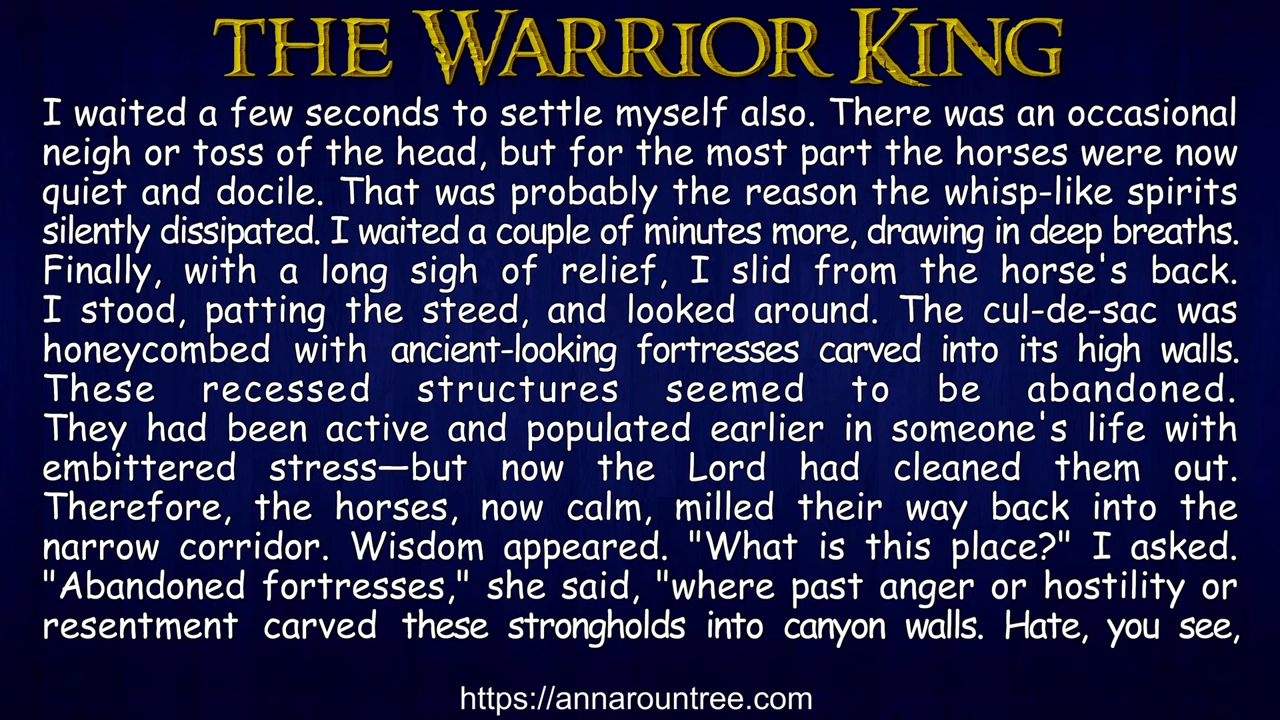 THE WARRIOR KING
I waited a few seconds to settle myself also. There was an occasional
neigh or toss of the head, but for the most part the horses were now
quiet and docile. That was probably the reason the whisp-like spirits
silently dissipated. I waited a couple of minutes more, drawing in deep breaths.
Finally, with a long sigh of relief, I slid from the horse's back.
I stood, patting the steed, and looked around. The cul-de-sac was
honeycombed with ancient-looking fortresses carved into its high walls.
These recessed structures seemed to be abandoned.
They had been active and populated earlier in someone's life with
embittered stress—but now the Lord had cleaned them out.
Therefore, the horses, now calm, milled their way back into the
narrow corridor. Wisdom appeared. "What is this place?" I asked.
"Abandoned fortresses," she said, "where past anger or hostility or
resentment carved these strongholds into canyon walls. Hate, you see,
https://annarountree.com